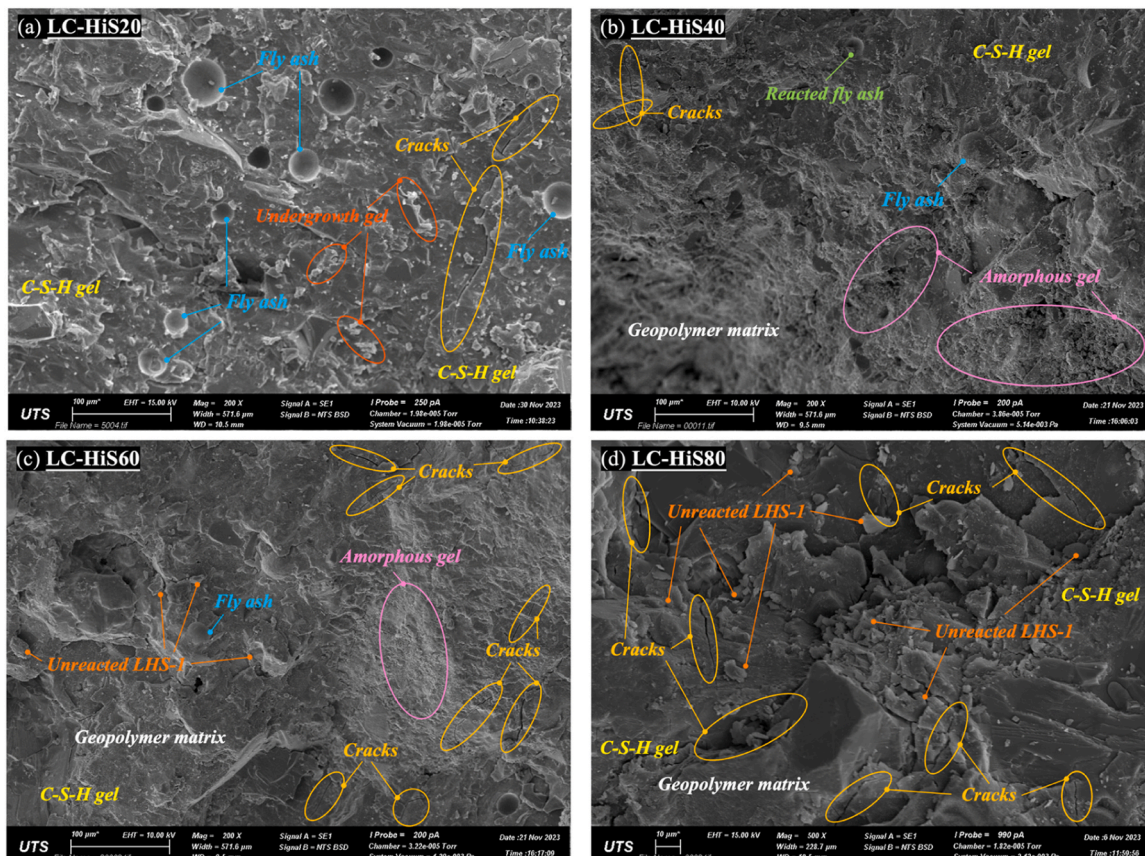 (a) LC-HiS20
Fly ash
Cracks
Undergrowth gel
Fly ash
C-S-H gel
Fly ash
C-S-H gel
UTS
100 µm*
EHT = 15.00 kV
Mag = 200 X
Width = 571.6 µm
WD = 10.5 mm
Signal A = SE1
Signal B = NTS BSD
I Probe = 250 pA
Chamber = 1.98e-005 Torr
System Vacuum = 1.98e-005 Torr
Date :30 Nov 2023
Time :10:38:23
File Name = 5004.tif
(b) LC-HiS40
C-S-H gel
Reacted fly ash
Cracks
Fly ash
Amorphous gel
Geopolymer matrix
UTS
100 µm*
EHT = 10.00 kV
Mag = 200 X
Width = 571.6 µm
WD = 9.5 mm
Signal A = SE1
Signal B = NTS BSD
I Probe = 200 pA
Chamber = 3.86e-005 Torr
System Vacuum = 5.14e-003 Pa
Date :21 Nov 2023
Time :16:06:03
File Name = 00011.tif
(c) LC-HiS60
Cracks
Amorphous gel
Fly ash
Unreacted LHS-1
Cracks
Geopolymer matrix
Cracks
C-S-H gel
UTS
100 µm*
EHT = 10.00 kV
Mag = 200 X
Width = 571.6 µm
Signal A = SE1
Signal B = NTS BSD
I Probe = 200 pA
Chamber = 3.22e-005 Torr
Date :21 Nov 2023
Time :16:17:09
(d) LC-HiS80
Unreacted LHS-1
Cracks
C-S-H gel
Unreacted LHS-1
Cracks
C-S-H gel
Geopolymer matrix
Cracks
UTS
10 µm*
EHT = 15.00 kV
Mag = 500 X
Width = 228.7 µm
Signal A = SE1
Signal B = NTS BSD
I Probe = 990 pA
Chamber = 1.82e-005 Torr
Date :6 Nov 2023
Time :11:59:56